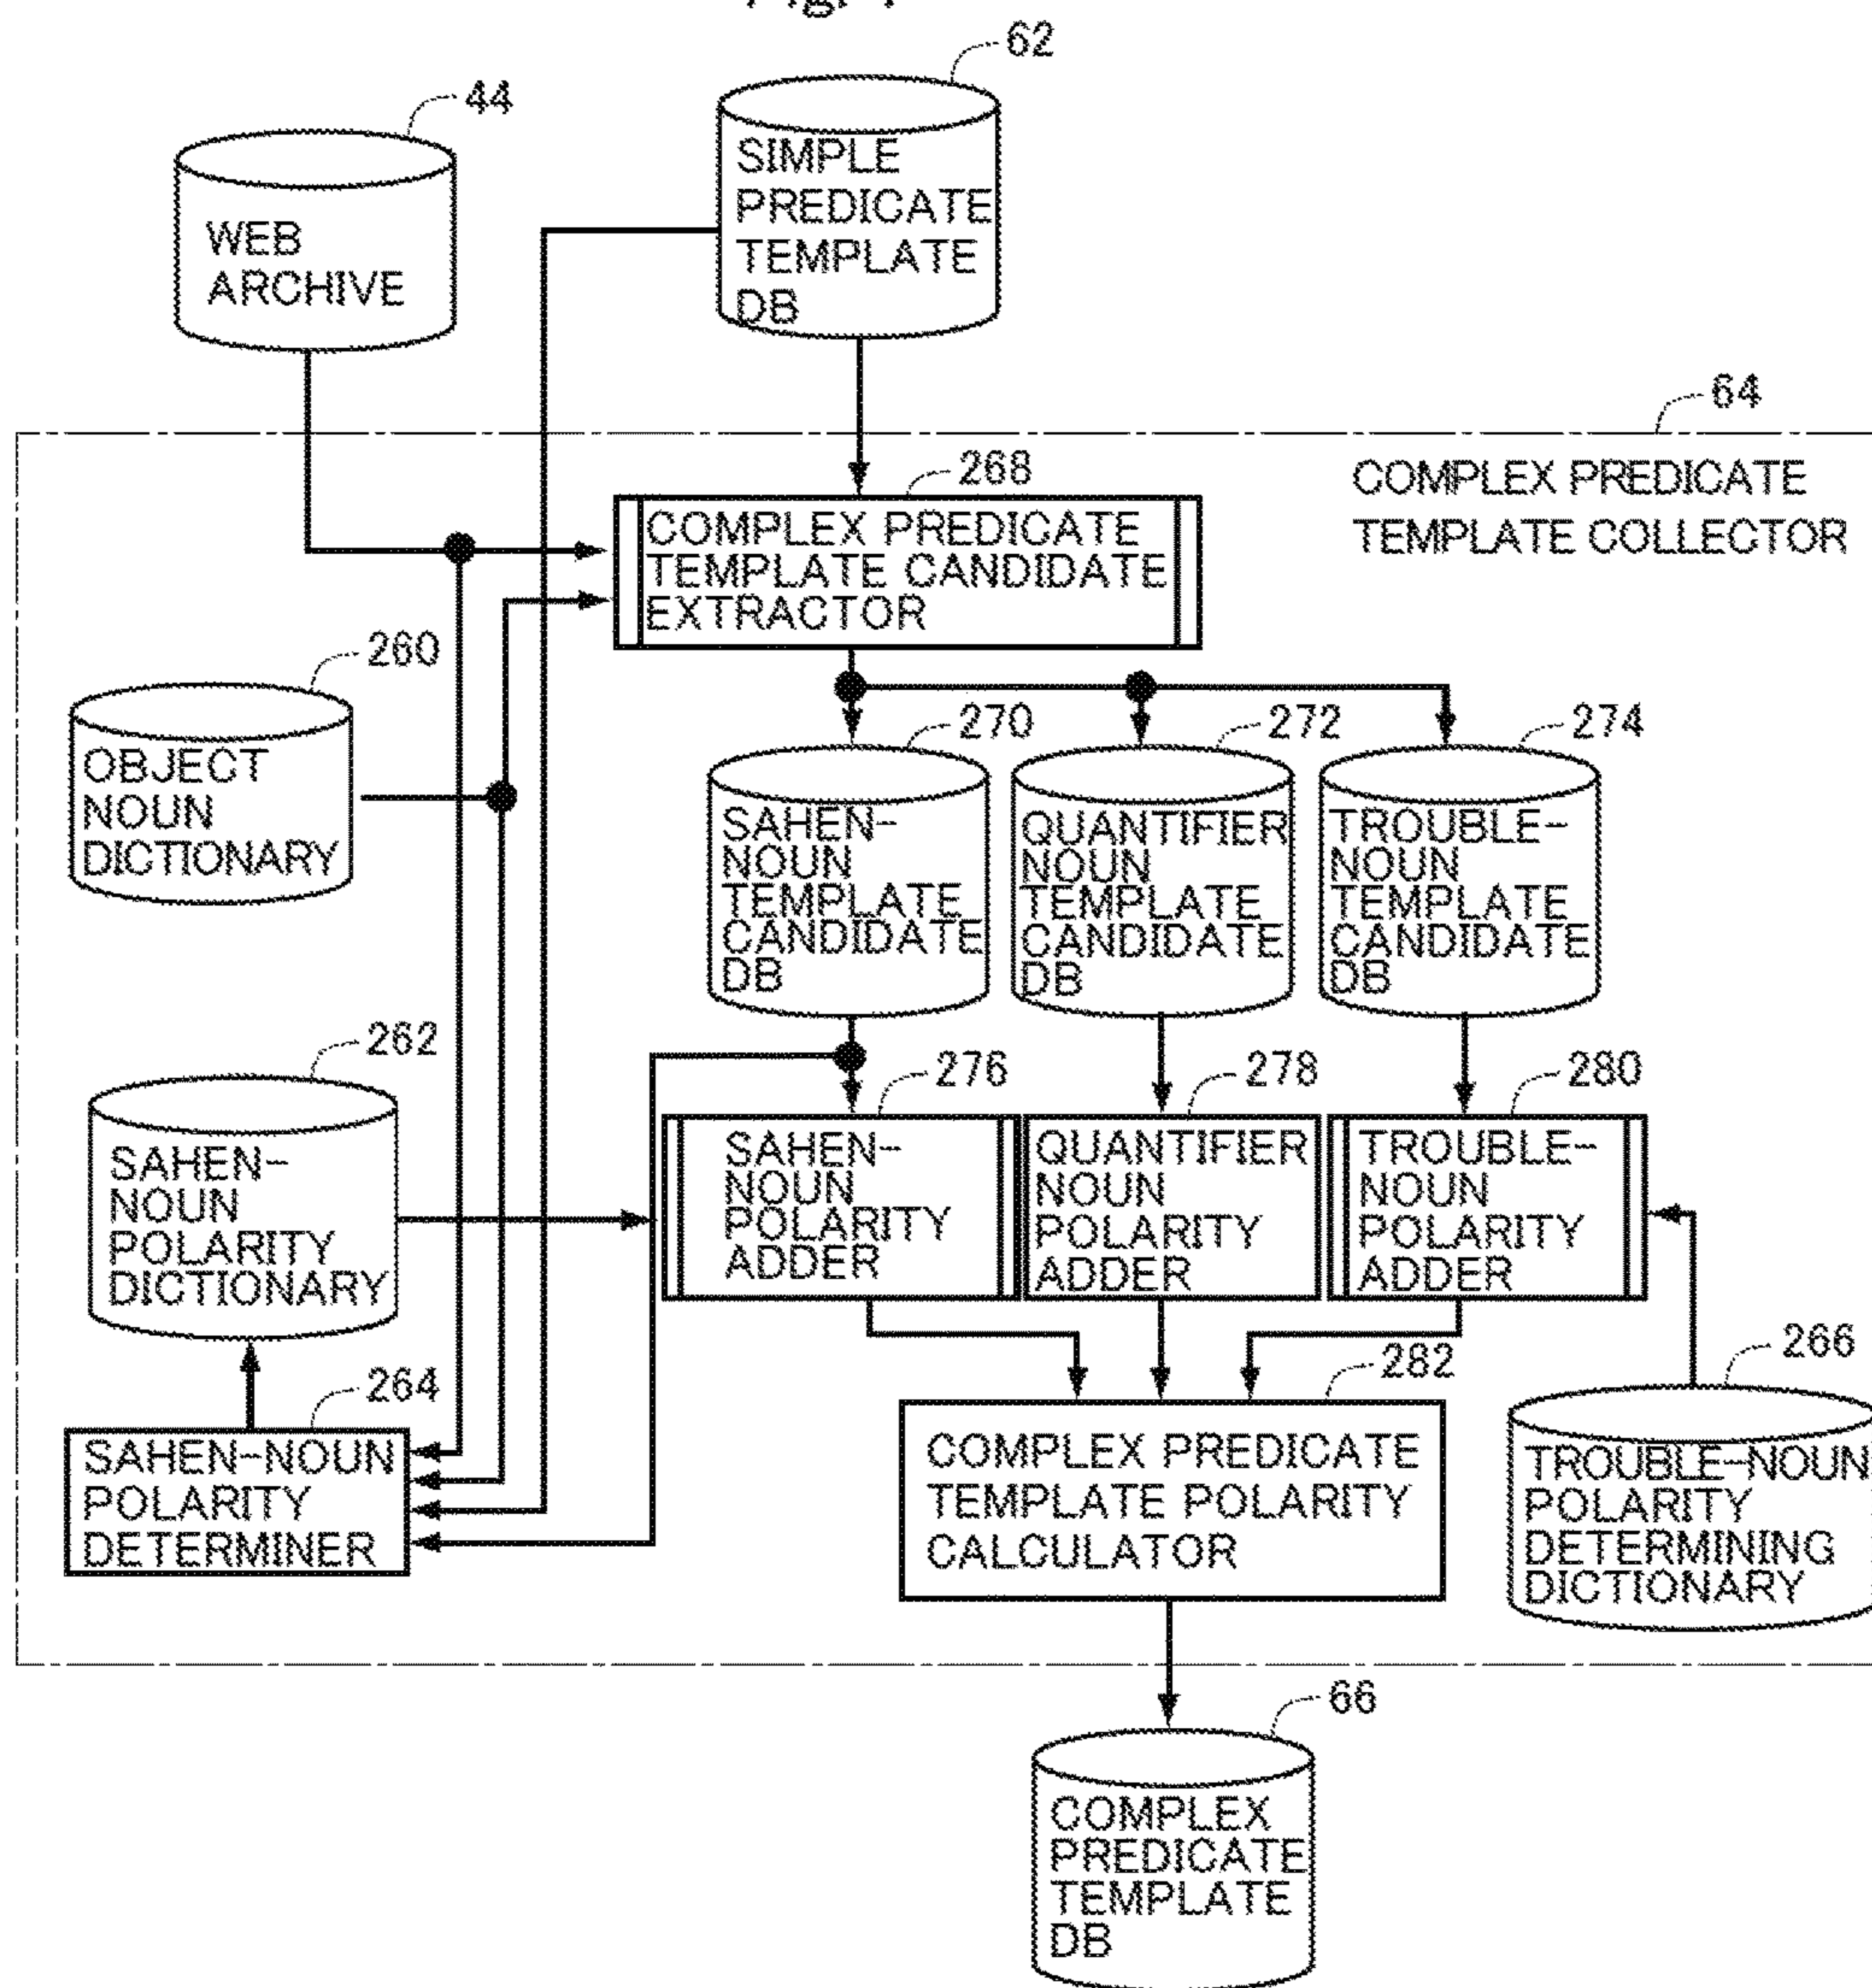 62
44
SIMPLE
PREDICATE
TEMPLATE
DB
WEB
ARCHIVE
64
COMPLEX PREDICATE
TEMPLATE COLLECTOR
268
COMPLEX PREDICATE
TEMPLATE CANDIDATE
EXTRACTOR
260
OBJECT
NOUN
DICTIONARY
270
SAHEN-
NOUN
TEMPLATE
CANDIDATE
DB
272
QUANTIFIER
NOUN
TEMPLATE
CANDIDATE
DB
274
TROUBLE-
NOUN
TEMPLATE
CANDIDATE
DB
262
SAHEN-
NOUN
POLARITY
DICTIONARY
276
SAHEN-
NOUN
POLARITY
ADDER
278
QUANTIFIER
NOUN
POLARITY
ADDER
280
TROUBLE-
NOUN
POLARITY
ADDER
264
SAHEN-NOUN
POLARITY
DETERMINER
282
COMPLEX PREDICATE
TEMPLATE POLARITY
CALCULATOR
266
TROUBLE-NOUN
POLARITY
DETERMINING
DICTIONARY
66
COMPLEX
PREDICATE
TEMPLATE
DB